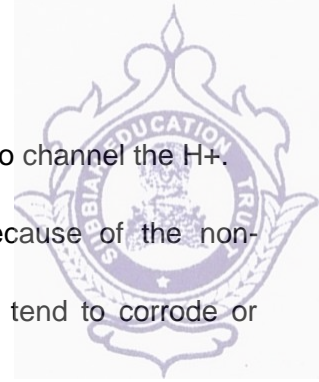 o channel the H+.
ecause of the non-
tend to corrode or
SUBBIAH EDUCATION TRUST